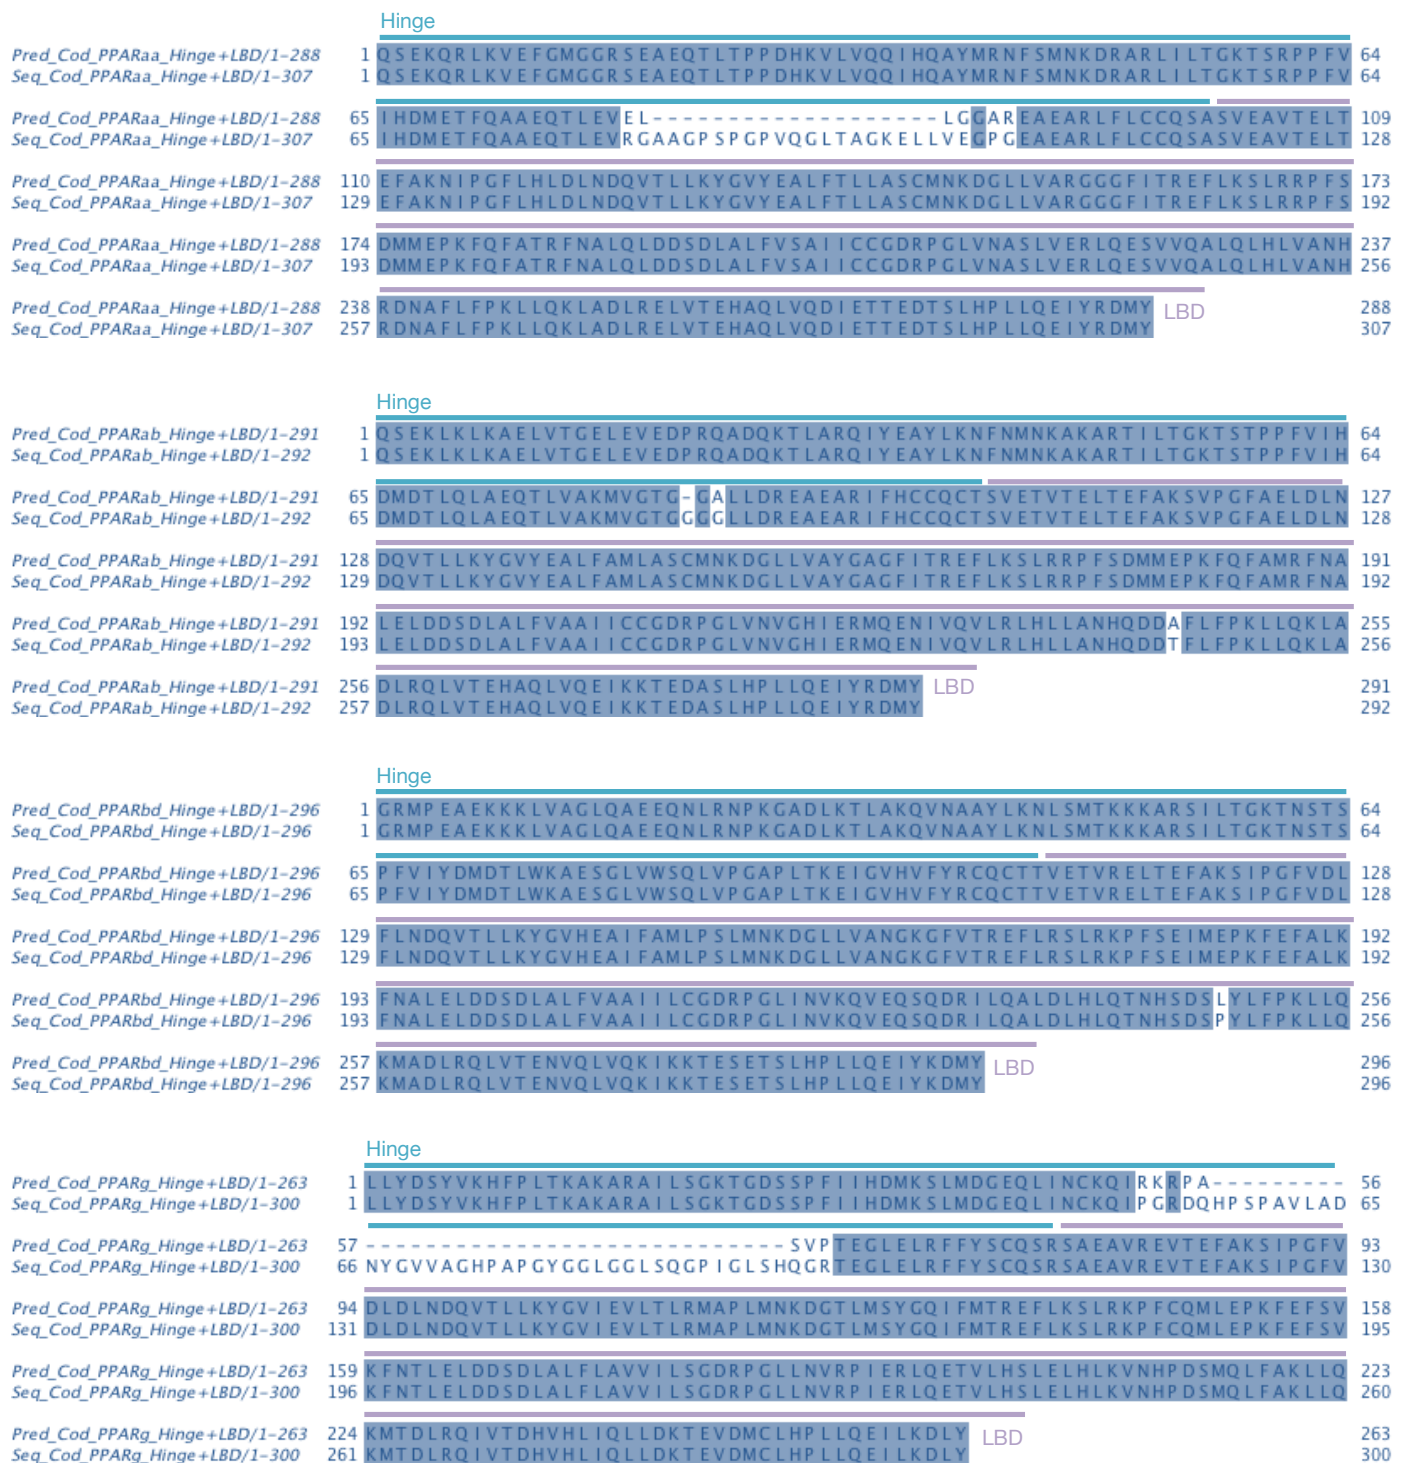 Hinge
Pred_Cod_PPARaa_Hinge+LBD/1-288 1 QSEKQRLKVEFGMGGRSEAEQTLTPPDHKVLVQQIHQAYMRNFSMNKDRARLILTGKTSRPPFV 64
Seq_Cod_PPARaa_Hinge+LBD/1-307 1 QSEKQRLKVEFGMGGRSEAEQTLTPPDHKVLVQQIHQAYMRNFSMNKDRARLILTGKTSRPPFV 64
Pred_Cod_PPARaa_Hinge+LBD/1-288 65 IHDMETFQAAEQTLEVEL-------------------LGGAREAEARLFLCCQSASVEAVTELT 109
Seq_Cod_PPARaa_Hinge+LBD/1-307 65 IHDMETFQAAEQTLEVRGAAGPSPGPVQGLTAGKELLVEGPGEAEARLFLCCQSASVEAVTELT 128
Pred_Cod_PPARaa_Hinge+LBD/1-288 110 EFAKNIPGFLHLDLNDQVTLLKYGVYEALFTLLASCMNKDGLLVARGGGFITREFLKSLRRPFS 173
Seq_Cod_PPARaa_Hinge+LBD/1-307 129 EFAKNIPGFLHLDLNDQVTLLKYGVYEALFTLLASCMNKDGLLVARGGGFITREFLKSLRRPFS 192
Pred_Cod_PPARaa_Hinge+LBD/1-288 174 DMMEPKFQFATRFNALQLDDSDLALFVSAIICCGDRPGLVNASLVERLQESVVQALQLHLVANH 237
Seq_Cod_PPARaa_Hinge+LBD/1-307 193 DMMEPKFQFATRFNALQLDDSDLALFVSAIICCGDRPGLVNASLVERLQESVVQALQLHLVANH 256
Pred_Cod_PPARaa_Hinge+LBD/1-288 238 RDNAFLFPKLLQKLADLRELVTEHAQLVQDIETTEDTSLHPLLQEIYRDMY LBD 288
Seq_Cod_PPARaa_Hinge+LBD/1-307 257 RDNAFLFPKLLQKLADLRELVTEHAQLVQDIETTEDTSLHPLLQEIYRDMY 307
Hinge
Pred_Cod_PPARab_Hinge+LBD/1-291 1 QSEKLKLKAELVTGELEVEDPRQADQKTLARQIYEAYLKNFNMNKAKARTILTGKTSTPPFVIH 64
Seq_Cod_PPARab_Hinge+LBD/1-292 1 QSEKLKLKAELVTGELEVEDPRQADQKTLARQIYEAYLKNFNMNKAKARTILTGKTSTPPFVIH 64
Pred_Cod_PPARab_Hinge+LBD/1-291 65 DMDTLQLAEQTLVAKMVGTG-GALLDREAEARIFHCCQCTSVETVTELTEFAKSVPGFAELDLN 127
Seq_Cod_PPARab_Hinge+LBD/1-292 65 DMDTLQLAEQTLVAKMVGTGGGGLLDREAEARIFHCCQCTSVETVTELTEFAKSVPGFAELDLN 128
Pred_Cod_PPARab_Hinge+LBD/1-291 128 DQVTLLKYGVYEALFAMLASCMNKDGLLVAYGAGFITREFLKSLRRPFSDMMEPKFQFAMRFNA 191
Seq_Cod_PPARab_Hinge+LBD/1-292 129 DQVTLLKYGVYEALFAMLASCMNKDGLLVAYGAGFITREFLKSLRRPFSDMMEPKFQFAMRFNA 192
Pred_Cod_PPARab_Hinge+LBD/1-291 192 LELDDSDLALFVAAIICCGDRPGLVNVGHIERMQENIVQVLRLHLLANHQDDAFLFPKLLQKLA 255
Seq_Cod_PPARab_Hinge+LBD/1-292 193 LELDDSDLALFVAAIICCGDRPGLVNVGHIERMQENIVQVLRLHLLANHQDDTFLFPKLLQKLA 256
Pred_Cod_PPARab_Hinge+LBD/1-291 256 DLRQLVTEHAQLVQEIKKTEDASLHPLLQEIYRDMY LBD 291
Seq_Cod_PPARab_Hinge+LBD/1-292 257 DLRQLVTEHAQLVQEIKKTEDASLHPLLQEIYRDMY 292
Hinge
Pred_Cod_PPARbd_Hinge+LBD/1-296 1 GRMPEAEKKKLVAGLQAEEQNLRNPKGADLKTLAKQVNAAYLKNLSMTKKKARSILTGKTNSTS 64
Seq_Cod_PPARbd_Hinge+LBD/1-296 1 GRMPEAEKKKLVAGLQAEEQNLRNPKGADLKTLAKQVNAAYLKNLSMTKKKARSILTGKTNSTS 64
Pred_Cod_PPARbd_Hinge+LBD/1-296 65 PFVIYDMDTLWKAESGLVWSQLVPGAPLTKEIGVHVFYRCQCTTVETVRELTEFAKSIPGFVDL 128
Seq_Cod_PPARbd_Hinge+LBD/1-296 65 PFVIYDMDTLWKAESGLVWSQLVPGAPLTKEIGVHVFYRCQCTTVETVRELTEFAKSIPGFVDL 128
Pred_Cod_PPARbd_Hinge+LBD/1-296 129 FLNDQVTLLKYGVHEAIFAMLPSLMNKDGLLVANGKGFVTREFLRSLRKPFSEIMEPKFEFALK 192
Seq_Cod_PPARbd_Hinge+LBD/1-296 129 FLNDQVTLLKYGVHEAIFAMLPSLMNKDGLLVANGKGFVTREFLRSLRKPFSEIMEPKFEFALK 192
Pred_Cod_PPARbd_Hinge+LBD/1-296 193 FNALELDDSDLALFVAAIILCGDRPGLINVKQVEQSQDRILQALDLHLQTNHSDSLYLFPKLLQ 256
Seq_Cod_PPARbd_Hinge+LBD/1-296 193 FNALELDDSDLALFVAAIILCGDRPGLINVKQVEQSQDRILQALDLHLQTNHSDSPYLFPKLLQ 256
Pred_Cod_PPARbd_Hinge+LBD/1-296 257 KMADLRQLVTENVQLVQKIKKTESETSLHPLLQEIYKDMY LBD 296
Seq_Cod_PPARbd_Hinge+LBD/1-296 257 KMADLRQLVTENVQLVQKIKKTESETSLHPLLQEIYKDMY 296
Hinge
Pred_Cod_PPARg_Hinge+LBD/1-263 1 LLYDSYVKHFPLTKAKARAILSGKTGDSSPFIIHDMKSLMDGEQLINCKQIRKRPA--------- 56
Seq_Cod_PPARg_Hinge+LBD/1-300 1 LLYDSYVKHFPLTKAKARAILSGKTGDSSPFIIHDMKSLMDGEQLINCKQIPGRDQHPSPAVLAD 65
Pred_Cod_PPARg_Hinge+LBD/1-263 57 ----------------------------SVPTEGLELRFFYSCQSRSAEAVREVTEFAKSIPGFV 93
Seq_Cod_PPARg_Hinge+LBD/1-300 66 NYGVVAGHPAPGYGGLGGLSQGPIGLSHQGRTEGLELRFFYSCQSRSAEAVREVTEFAKSIPGFV 130
Pred_Cod_PPARg_Hinge+LBD/1-263 94 DLDLNDQVTLLKYGVIEVLTLRMAPLMNKDGTLMSYGQIFMTREFLKSLRKPFCQMLEPKFEFSV 158
Seq_Cod_PPARg_Hinge+LBD/1-300 131 DLDLNDQVTLLKYGVIEVLTLRMAPLMNKDGTLMSYGQIFMTREFLKSLRKPFCQMLEPKFEFSV 195
Pred_Cod_PPARg_Hinge+LBD/1-263 159 KFNTLELDDSDLALFLAVVILSGDRPGLLNVRPIERLQETVLHSLELHLKVNHPDSMQLFAKLLQ 223
Seq_Cod_PPARg_Hinge+LBD/1-300 196 KFNTLELDDSDLALFLAVVILSGDRPGLLNVRPIERLQETVLHSLELHLKVNHPDSMQLFAKLLQ 260
Pred_Cod_PPARg_Hinge+LBD/1-263 224 KMTDLRQIVTDHVHLIQLLDKTEVDMCLHPLLQEILKDLY LBD 263
Seq_Cod_PPARg_Hinge+LBD/1-300 261 KMTDLRQIVTDHVHLIQLLDKTEVDMCLHPLLQEILKDLY 300